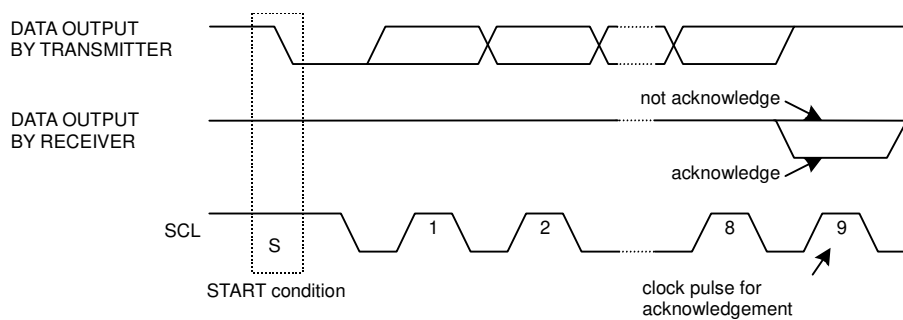 DATA OUTPUT
BY TRANSMITTER
not acknowledge
DATA OUTPUT
BY RECEIVER
acknowledge
SCL
S
1
2
8
9
START condition
clock pulse for
acknowledgement